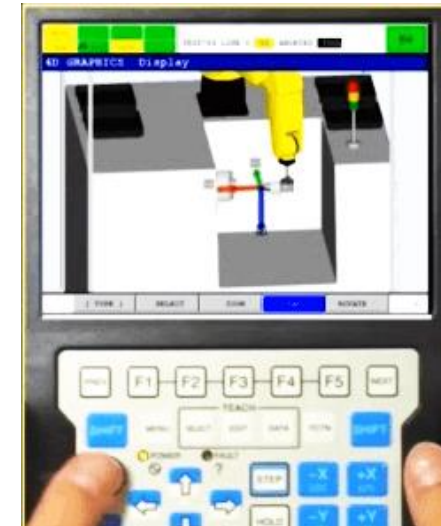 4D GRAPHICS Display
[ TYPE ] SELECT ZOOM ROTATE
PREV F1 F2 F3 F4 F5 NEXT
TEACH
SHIFT MENU SELECT EDIT DATA FCTN SHIFT
POWER FAULT
?
STEP -X +X
HOLD -Y +Y